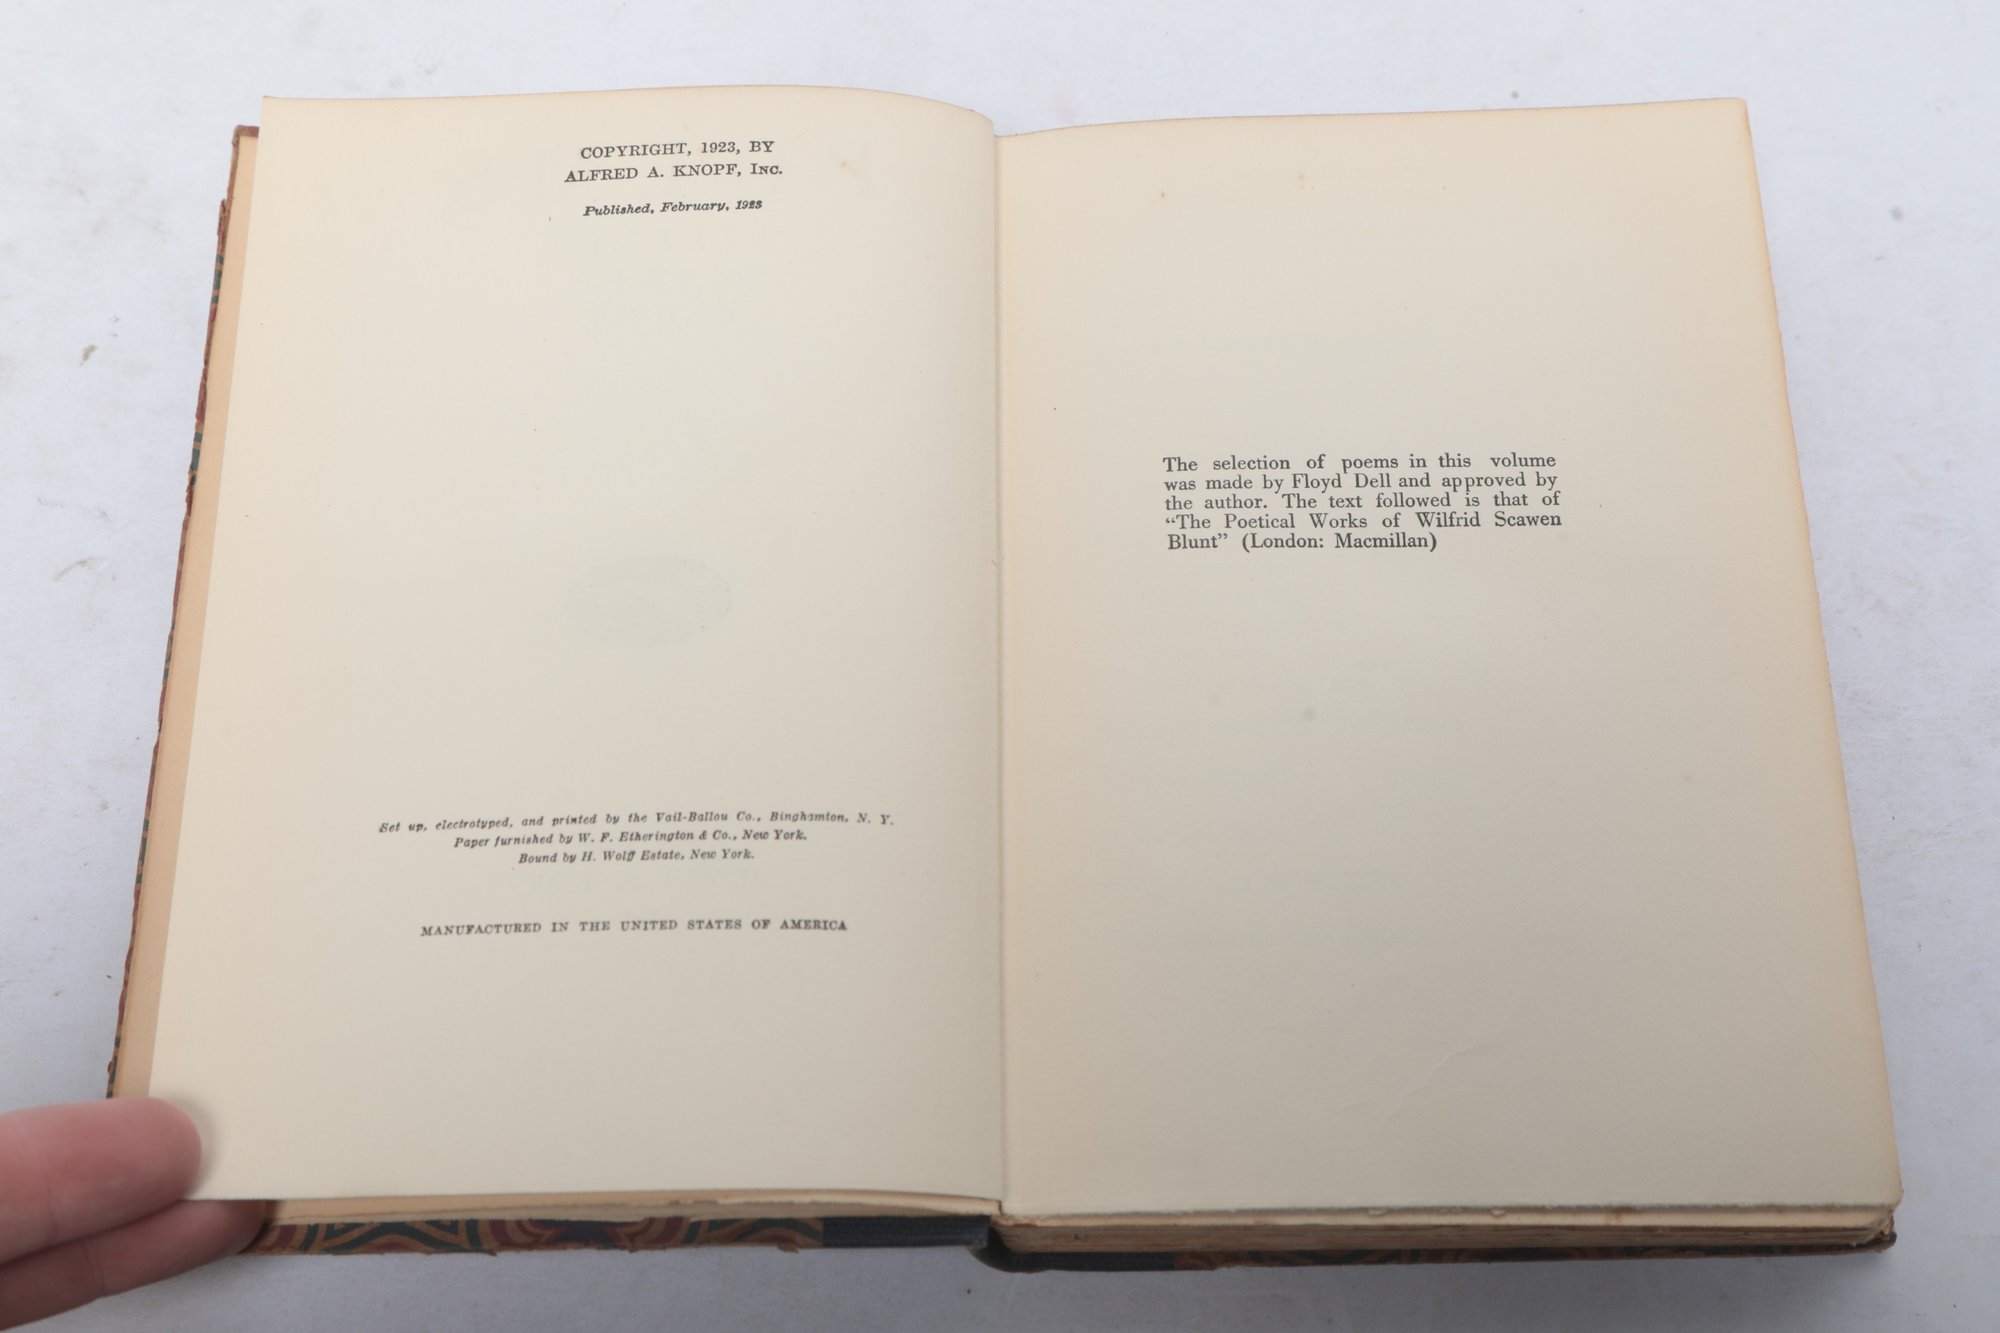 COPYRIGHT, 1923, BY
ALFRED A. KNOPF, INC.
Published, February, 1923
Set up, electrotyped, and printed by the Vail-Ballou Co., Binghamton, N. Y.
Paper furnished by W. F. Etherington & Co., New York.
Bound by H. Wolff Estate, New York.
MANUFACTURED IN THE UNITED STATES OF AMERICA
The selection of poems in this volume
was made by Floyd Dell and approved by
the author. The text followed is that of
“The Poetical Works of Wilfrid Scawen
Blunt” (London: Macmillan)